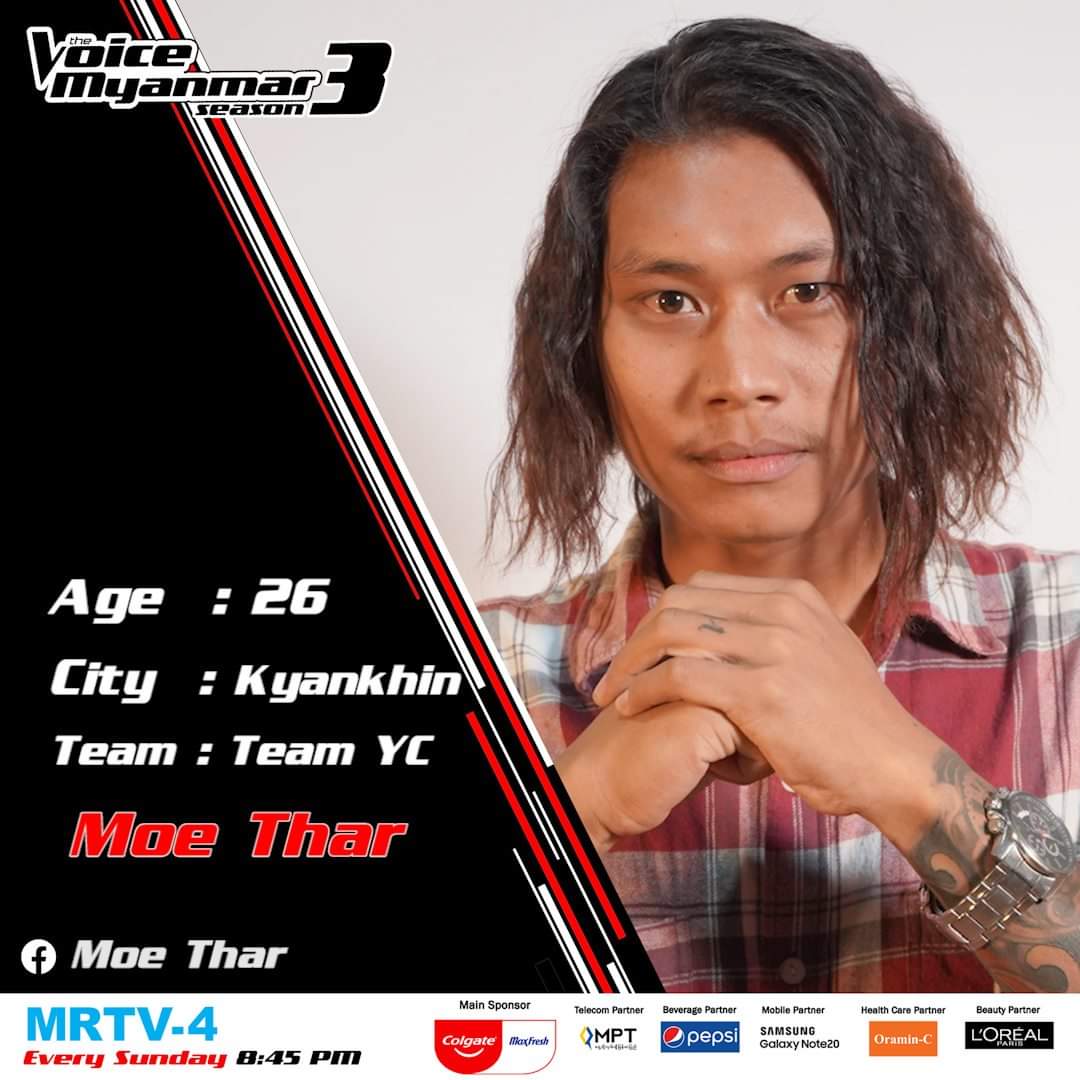 the
Voice
Myanmar
season 3
Age : 26
City : Kyankhin
Team : Team YC
Moe Thar
Moe Thar
MRTV-4
Every Sunday 8:45 PM
Main Sponsor
Colgate MaxFresh
Telecom Partner
MPT
Beverage Partner
pepsi
Mobile Partner
SAMSUNG
Galaxy Note20
Health Care Partner
Oramin-C
Beauty Partner
L'ORÉAL
PARIS